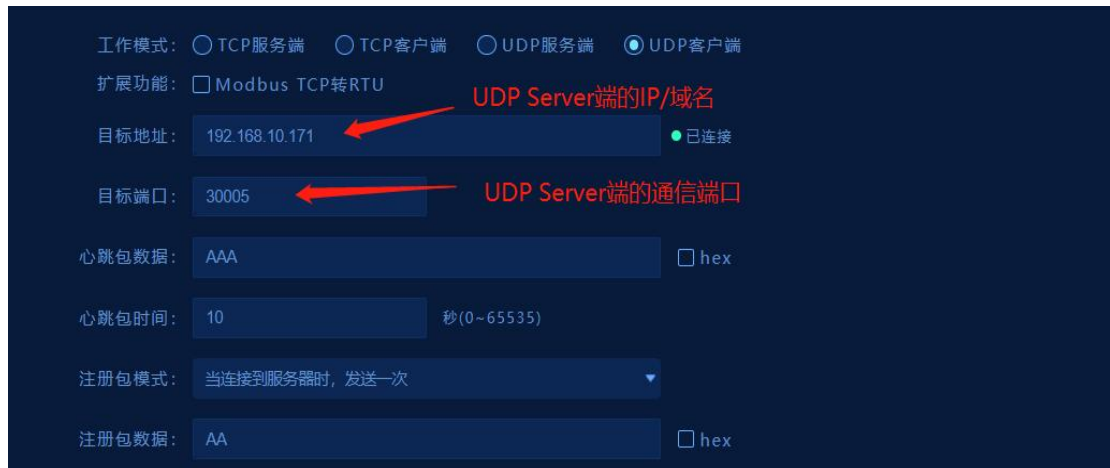 工作模式： TCP服务端 TCP客户端 UDP服务端 UDP客户端
扩展功能： Modbus TCP转RTU
UDP Server端的IP/域名
目标地址： 192.168.10.171 已连接
目标端口： 30005 UDP Server端的通信端口
心跳包数据： AAA hex
心跳包时间： 10 秒(0~65535)
注册包模式： 当连接到服务器时，发送一次
注册包数据： AA hex